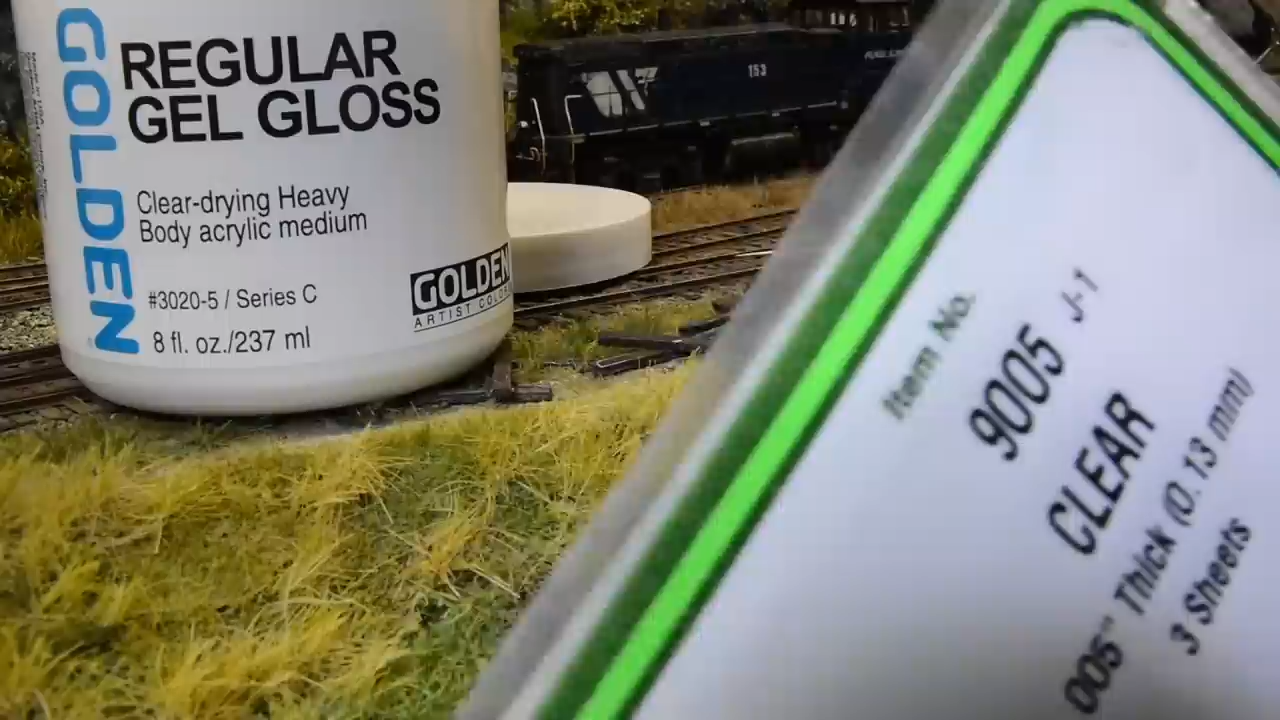 GOLDEN
REGULAR
GEL GLOSS
Clear-drying Heavy
Body acrylic medium
#3020-5 / Series C
8 fl. oz./237 ml
GOLDEN
ARTIST COLOR
153
Item No.
9005 J-1
CLEAR
005" Thick (0.13 mm)
3 Sheets